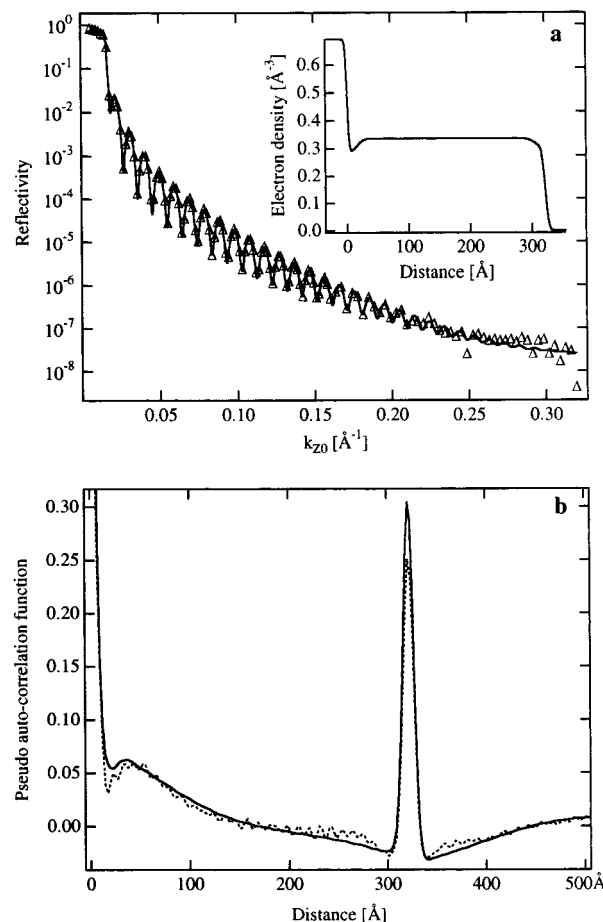 a
10⁰
10⁻¹
10⁻²
10⁻³
10⁻⁴
10⁻⁵
10⁻⁶
10⁻⁷
10⁻⁸
Reflectivity
0.05 0.10 0.15 0.20 0.25 0.30
k_Z0 [Å⁻¹]
Electron density [Å⁻³]
0.6
0.5
0.4
0.3
0.2
0.1
0.0
0 100 200 300
Distance [Å]
b
0.30
0.25
0.20
0.15
0.10
0.05
0.00
Pseudo auto-correlation function
0 100 200 300 400 500Å
Distance [Å]